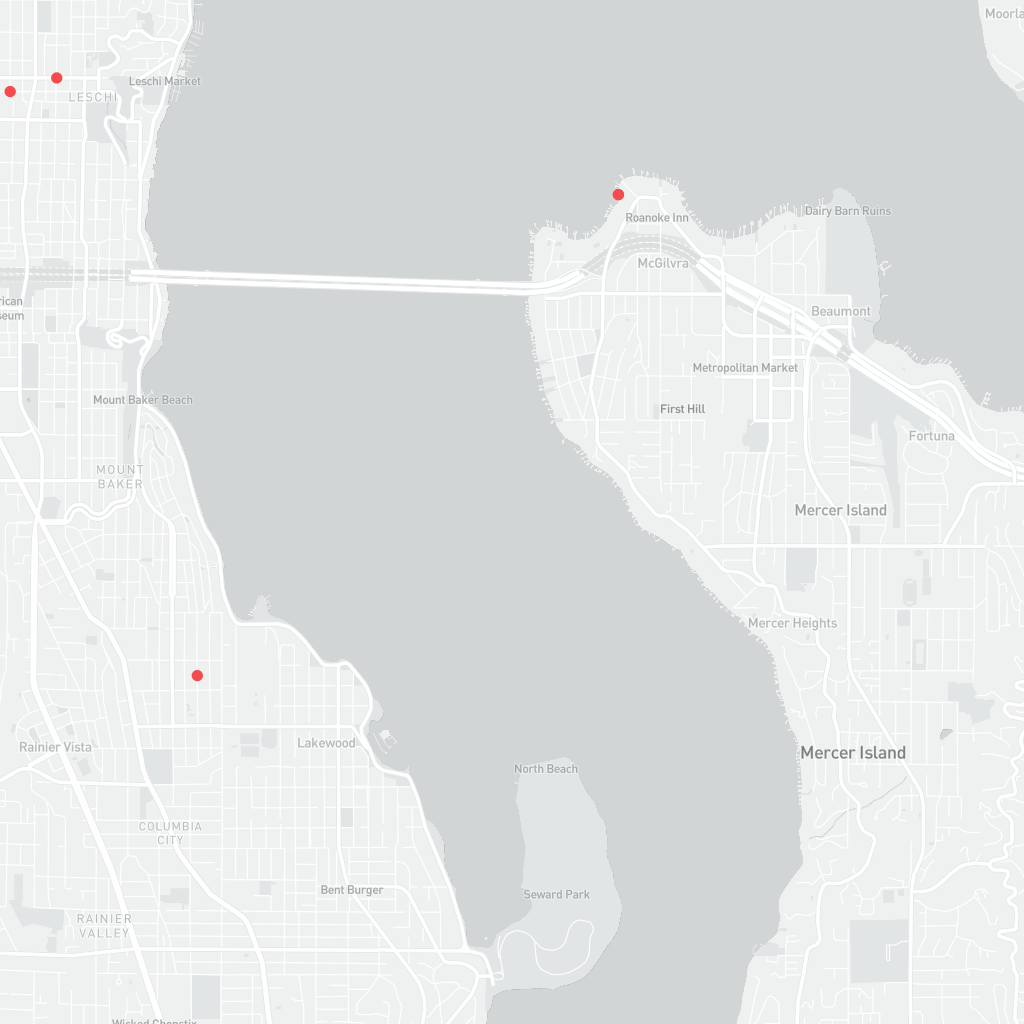 Moorla
Leschi Market
LESCHI
Dairy Barn Ruins
Roanoke Inn
McGilvra
rican
seum
Beaumont
Metropolitan Market
Mount Baker Beach
First Hill
Fortuna
MOUNT
BAKER
Mercer Island
Mercer Heights
Lakewood
Rainier Vista
Mercer Island
North Beach
COLUMBIA
CITY
Bent Burger
Seward Park
RAINIER
VALLEY
Wicked Chopstix